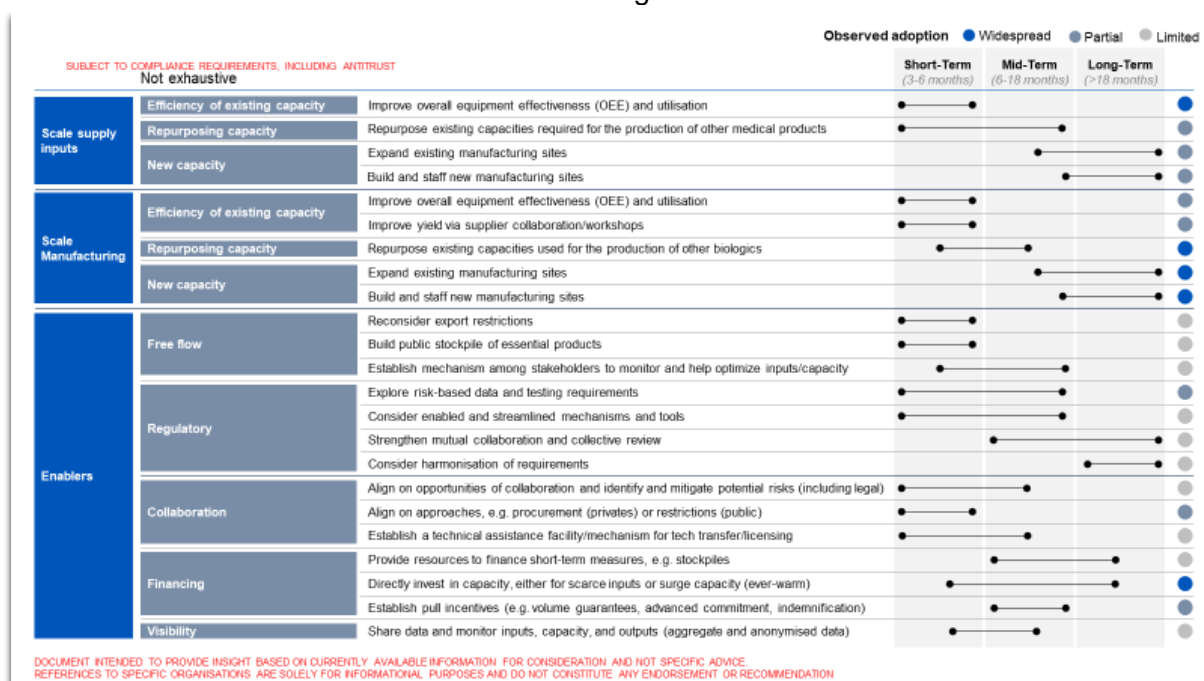 Observed adoption Widespread Partial Limited
SUBJECT TO COMPLIANCE REQUIREMENTS, INCLUDING ANTITRUST
Not exhaustive
Short-Term Mid-Term Long-Term
(3-6 months) (6-18 months) (>18 months)
Scale supply inputs
Efficiency of existing capacity
Improve overall equipment effectiveness (OEE) and utilisation
Repurposing capacity
Repurpose existing capacities required for the production of other medical products
New capacity
Expand existing manufacturing sites
Build and staff new manufacturing sites
Scale Manufacturing
Efficiency of existing capacity
Improve overall equipment effectiveness (OEE) and utilisation
Improve yield via supplier collaboration/workshops
Repurposing capacity
Repurpose existing capacities used for the production of other biologics
New capacity
Expand existing manufacturing sites
Build and staff new manufacturing sites
Enablers
Free flow
Reconsider export restrictions
Build public stockpile of essential products
Establish mechanism among stakeholders to monitor and help optimize inputs/capacity
Regulatory
Explore risk-based data and testing requirements
Consider enabled and streamlined mechanisms and tools
Strengthen mutual collaboration and collective review
Consider harmonisation of requirements
Collaboration
Align on opportunities of collaboration and identify and mitigate potential risks (including legal)
Align on approaches, e.g. procurement (privates) or restrictions (public)
Establish a technical assistance facility/mechanism for tech transfer/licensing
Financing
Provide resources to finance short-term measures, e.g. stockpiles
Directly invest in capacity, either for scarce inputs or surge capacity (ever-warm)
Establish pull incentives (e.g. volume guarantees, advanced commitment, indemnification)
Visibility
Share data and monitor inputs, capacity, and outputs (aggregate and anonymised data)
DOCUMENT INTENDED TO PROVIDE INSIGHT BASED ON CURRENTLY AVAILABLE INFORMATION FOR CONSIDERATION AND NOT SPECIFIC ADVICE.
REFERENCES TO SPECIFIC ORGANISATIONS ARE SOLELY FOR INFORMATIONAL PURPOSES AND DO NOT CONSTITUTE ANY ENDORSEMENT OR RECOMMENDATION